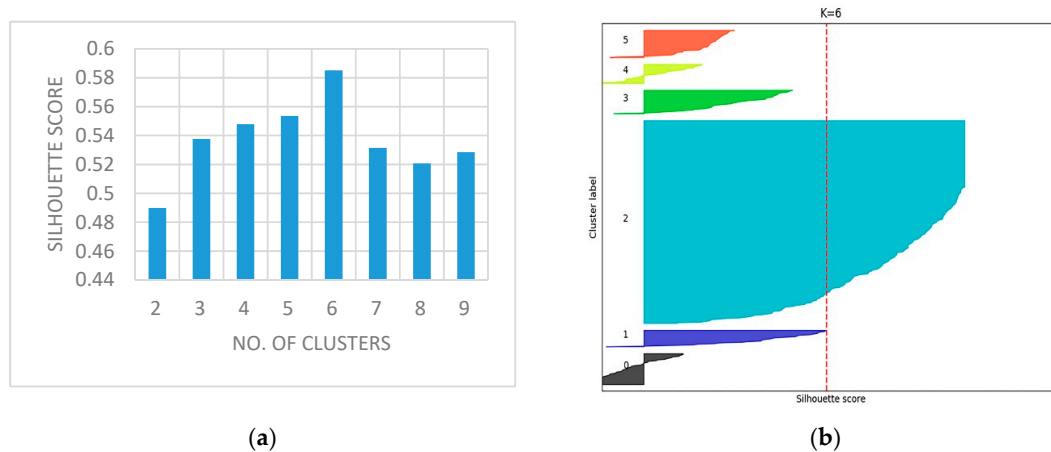 0.6
0.58
0.56
0.54
0.52
0.5
0.48
0.46
0.44
SILHOUETTE SCORE
2 3 4 5 6 7 8 9
NO. OF CLUSTERS
(a)
K=6
5
4
3
2
1
0
Cluster label
Silhouette score
(b)